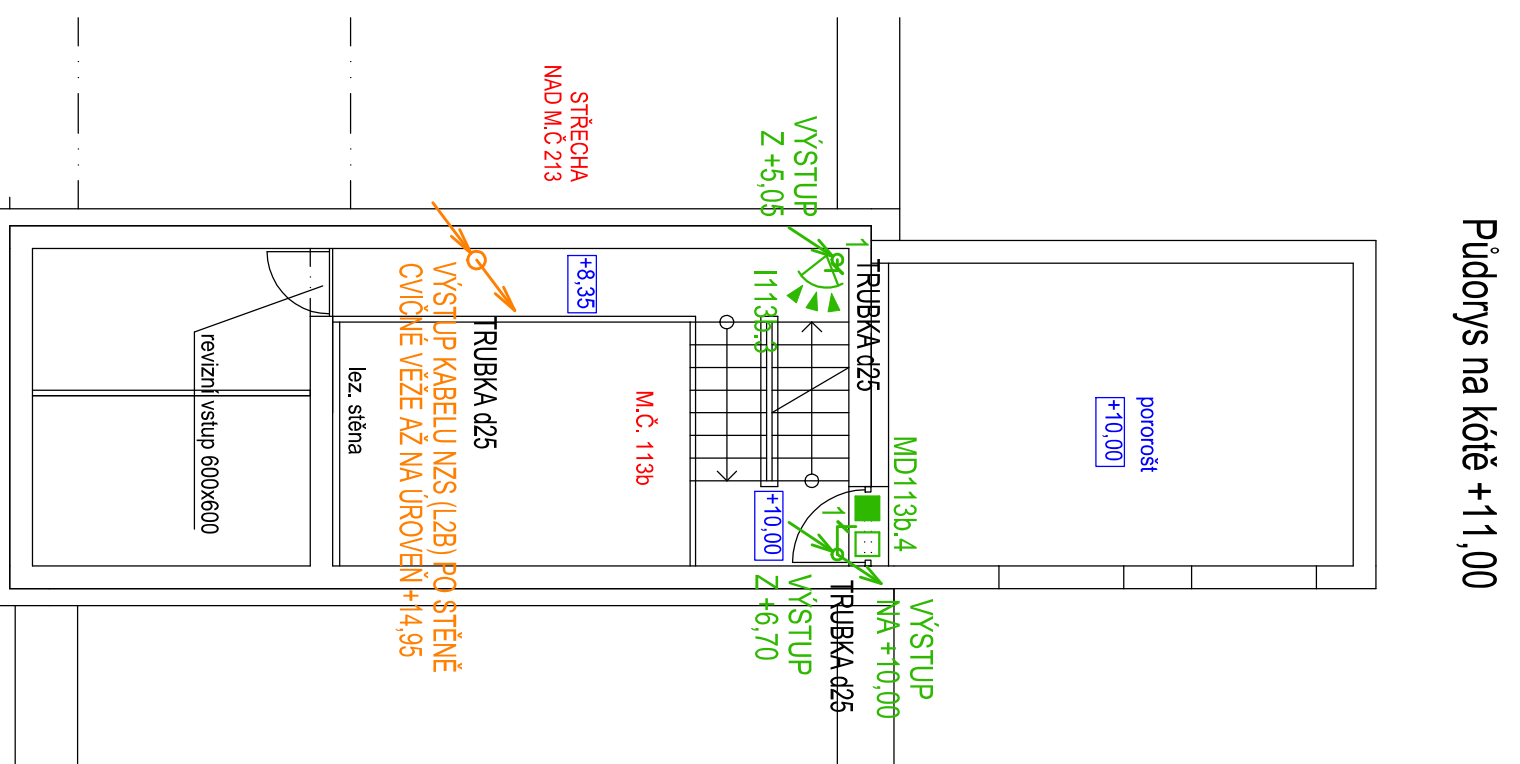 Půdorys na kótě +11,00
STŘECHA
NAD M.Č 213
VÝSTUP
Z +5,05
1
TRUBKA d25
I113b.3
+8,35
pororošt
+10,00
VÝSTUP KABELU NZS (L2B) PO STĚNĚ
CVIČNÉ VĚŽE AŽ NA ÚROVEŇ+14,95
TRUBKA d25
revizní vstup 600x600
lez. stěna
M.Č. 113b
MD113b.4
+10,00
1
VÝSTUP
Z +6,70
TRUBKA d25
VÝSTUP
NA +10,00